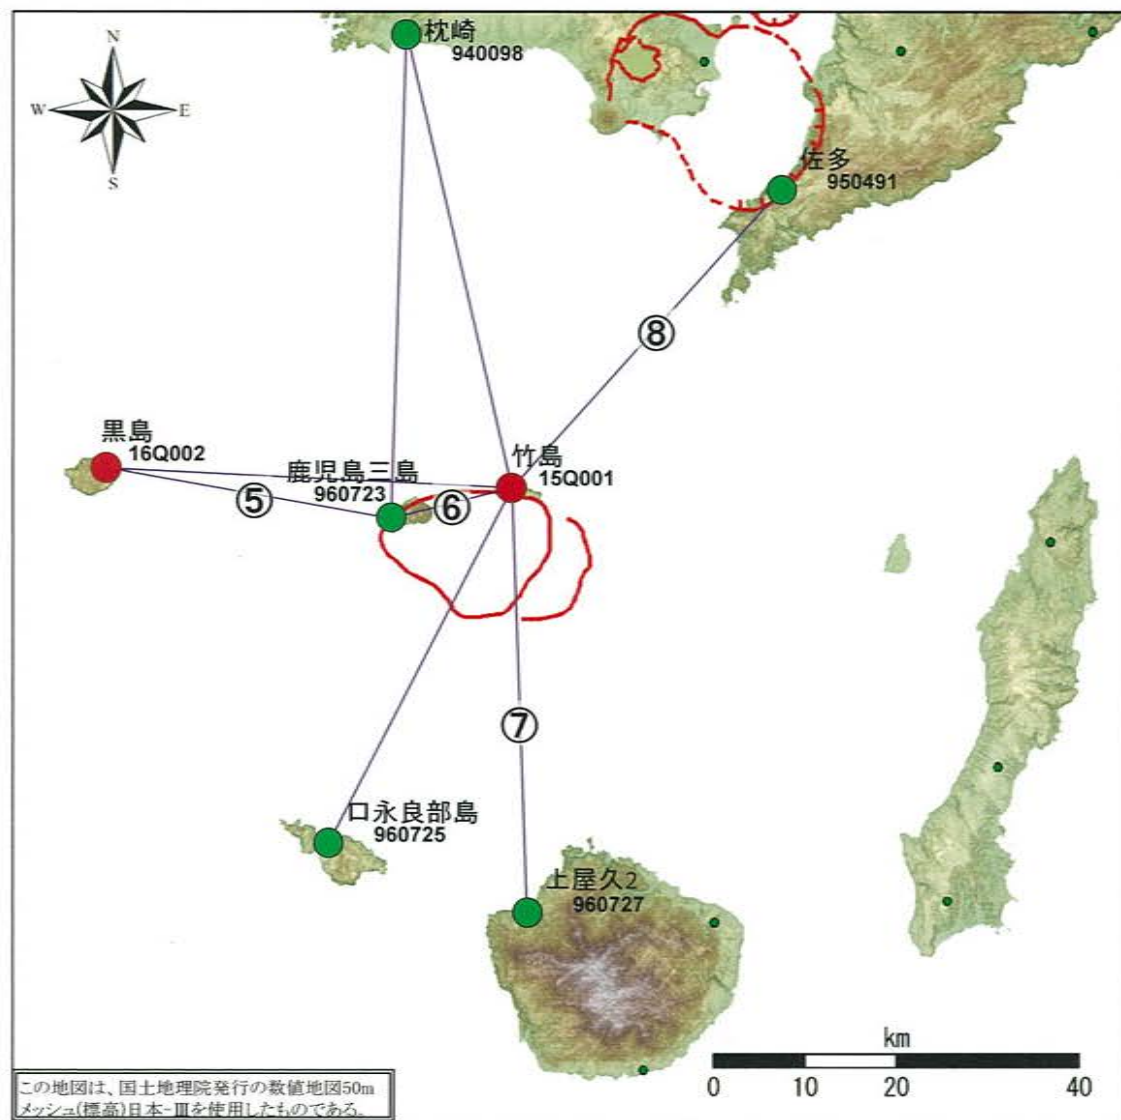 枕崎
940098
N
W
E
S
佐多
950491
⑧
黒島
16Q002
竹島
15Q001
鹿児島三島
960723
⑤
⑥
⑦
口永良部島
960725
上屋久2
960727
km
0 10 20 40
この地図は、国土地理院発行の数値地図50m
メッシュ(標高)日本-Ⅲを使用したものである。